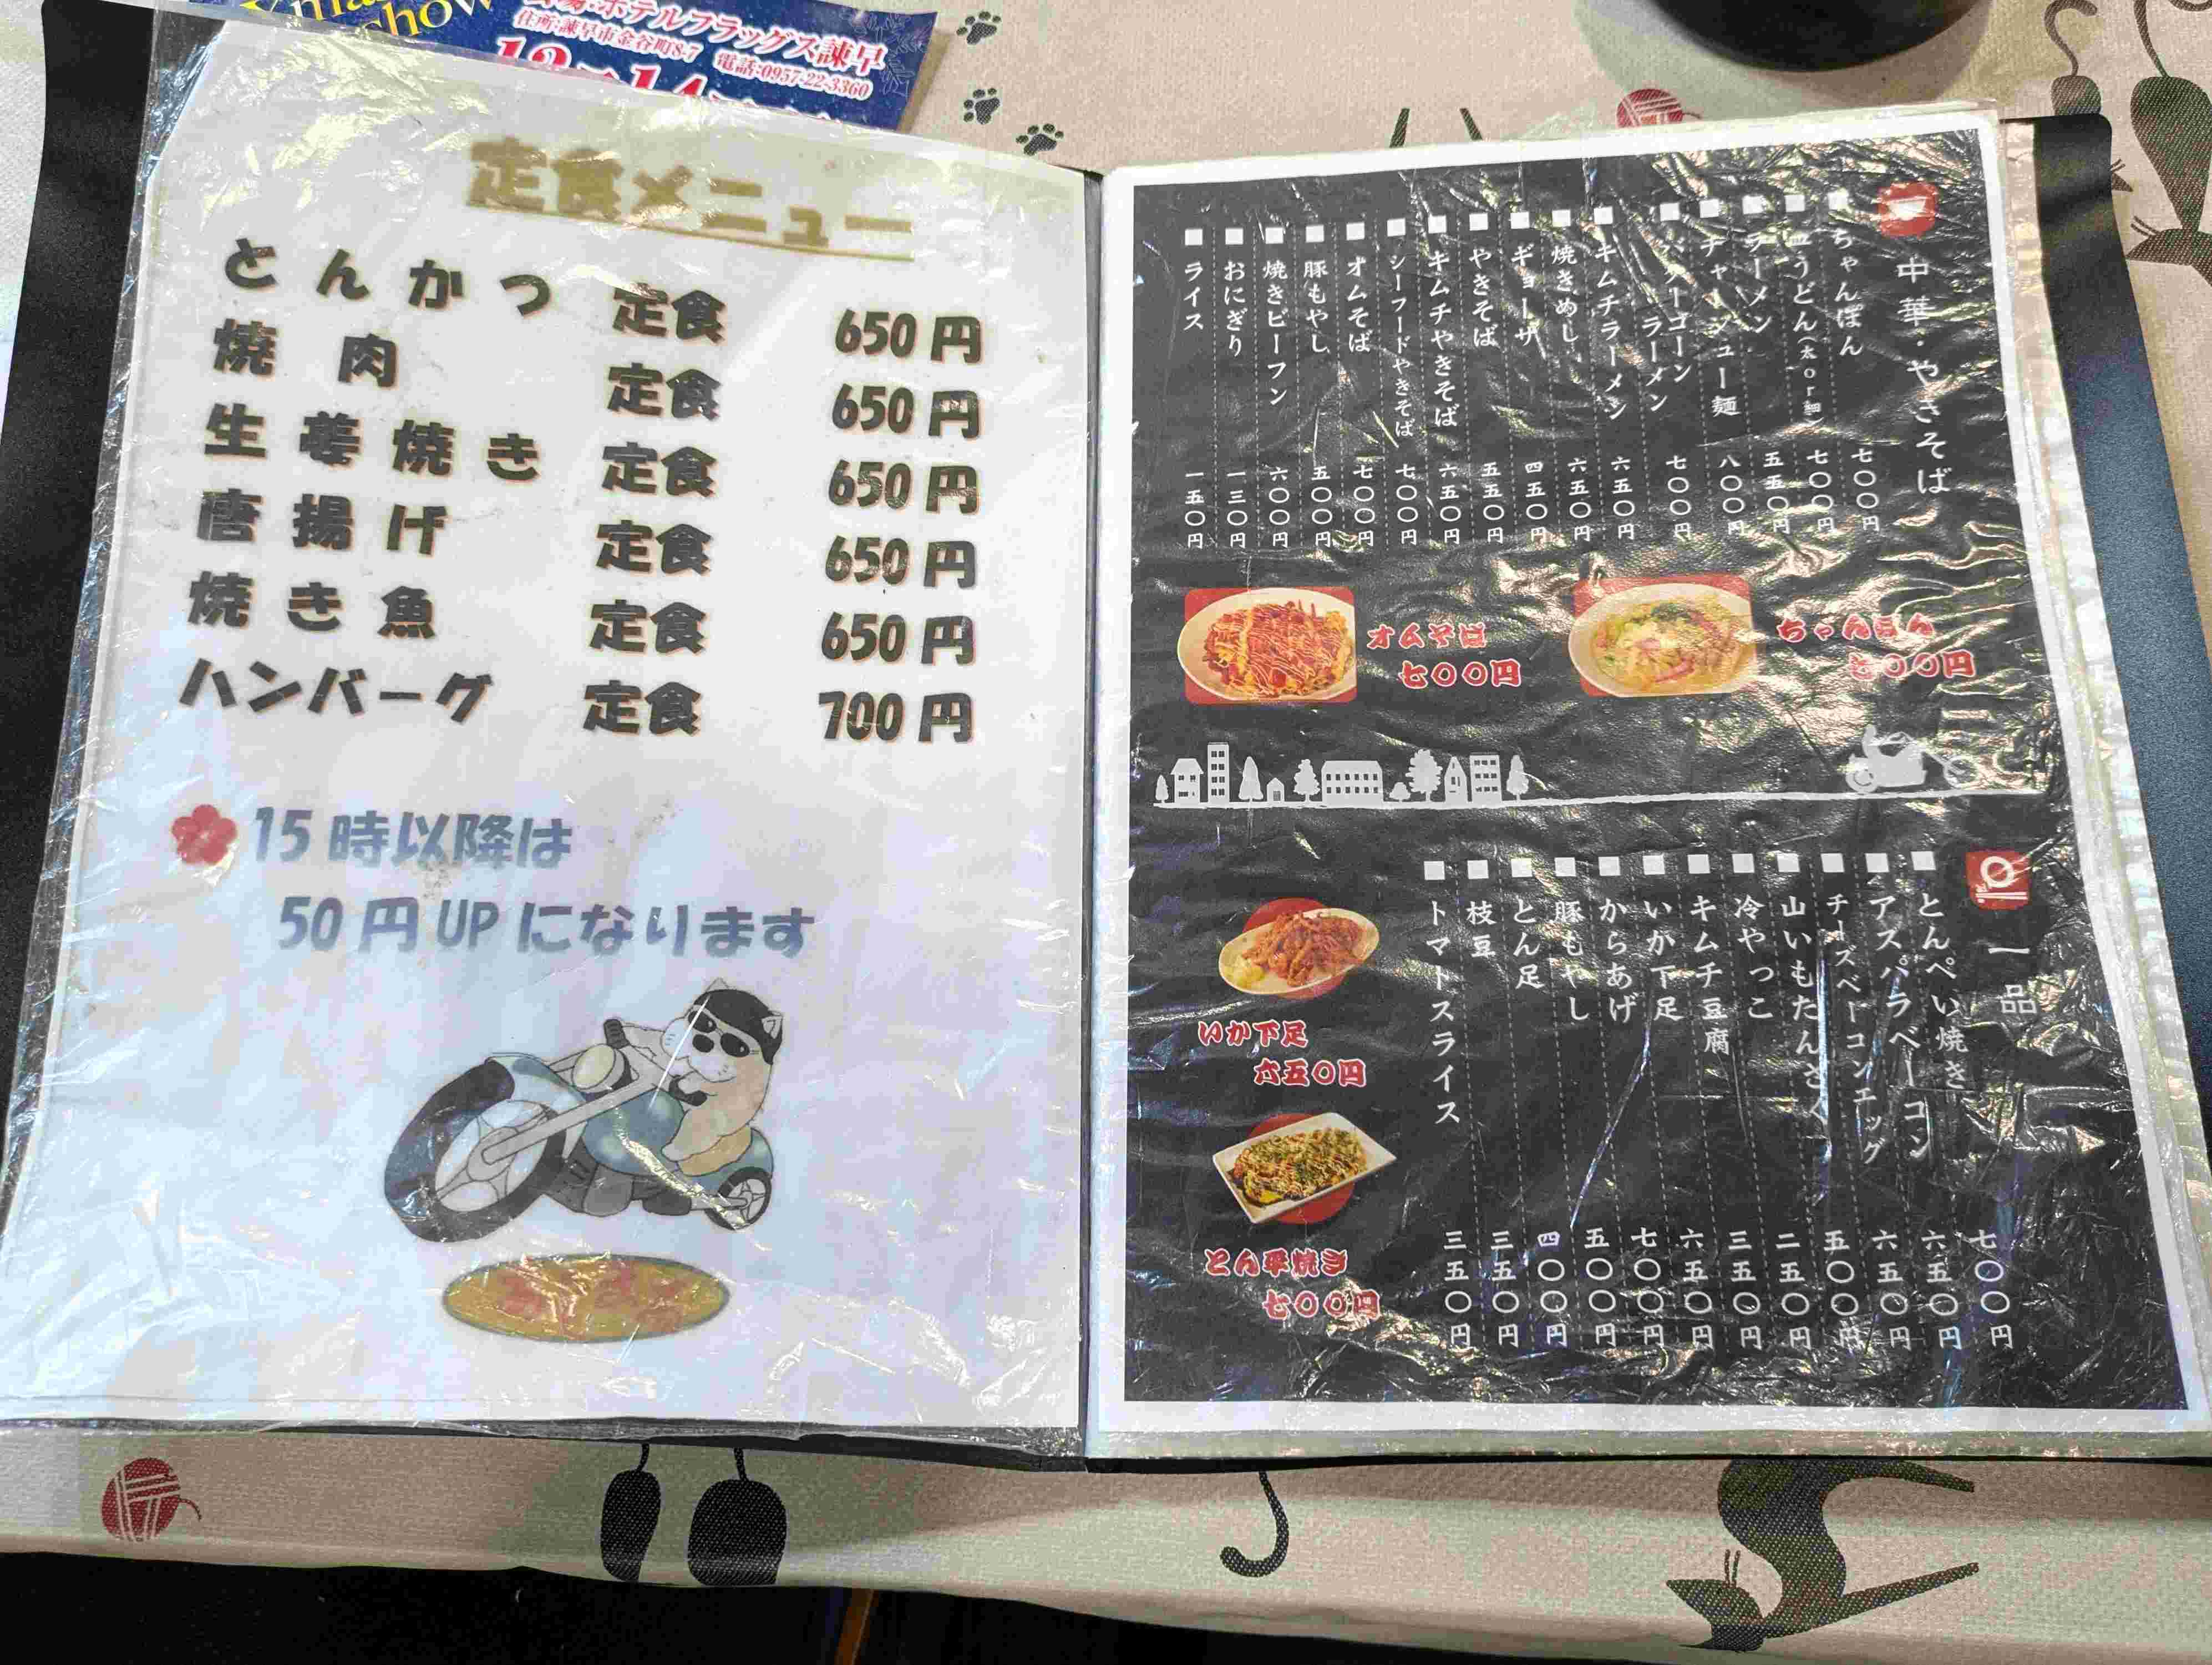 show
会場:ホテルフラッグス諫早
住所:諫早市金谷町8-7 電話:0957-22-3360
定食メニュー
とんかつ 定食 650円
焼肉 定食 650円
生姜焼き 定食 650円
唐揚げ 定食 650円
焼き魚 定食 650円
ハンバーグ 定食 700円
15時以降は
50円UPになります
中華・やきそば
ちゃんぽん 七〇〇円
皿うどん(太or細) 七〇〇円
ラーメン 五五〇円
チャーシュー麺 八〇〇円
バターコーンラーメン 七〇〇円
キムチラーメン 六五〇円
焼きめし 六五〇円
ギョーザ 四五〇円
やきそば 五五〇円
キムチやきそば 六五〇円
シーフードやきそば 七〇〇円
オムそば 七〇〇円
豚もやし 五〇〇円
焼きビーフン 六〇〇円
おにぎり 一三〇円
ライス 一五〇円
オムそば
七〇〇円
ちゃんぽん
七〇〇円
一品
とんぺい焼き 七〇〇円
アスパラベーコン 六五〇円
チーズベーコンエッグ 六五〇円
山いもたんざく 五〇〇円
冷やっこ 二五〇円
キムチ豆腐 三五〇円
いか下足 六五〇円
からあげ 七〇〇円
豚もやし 五〇〇円
とん足 四〇〇円
枝豆 三五〇円
トマトスライス 三五〇円
いか下足
六五〇円
とん平焼き
七〇〇円